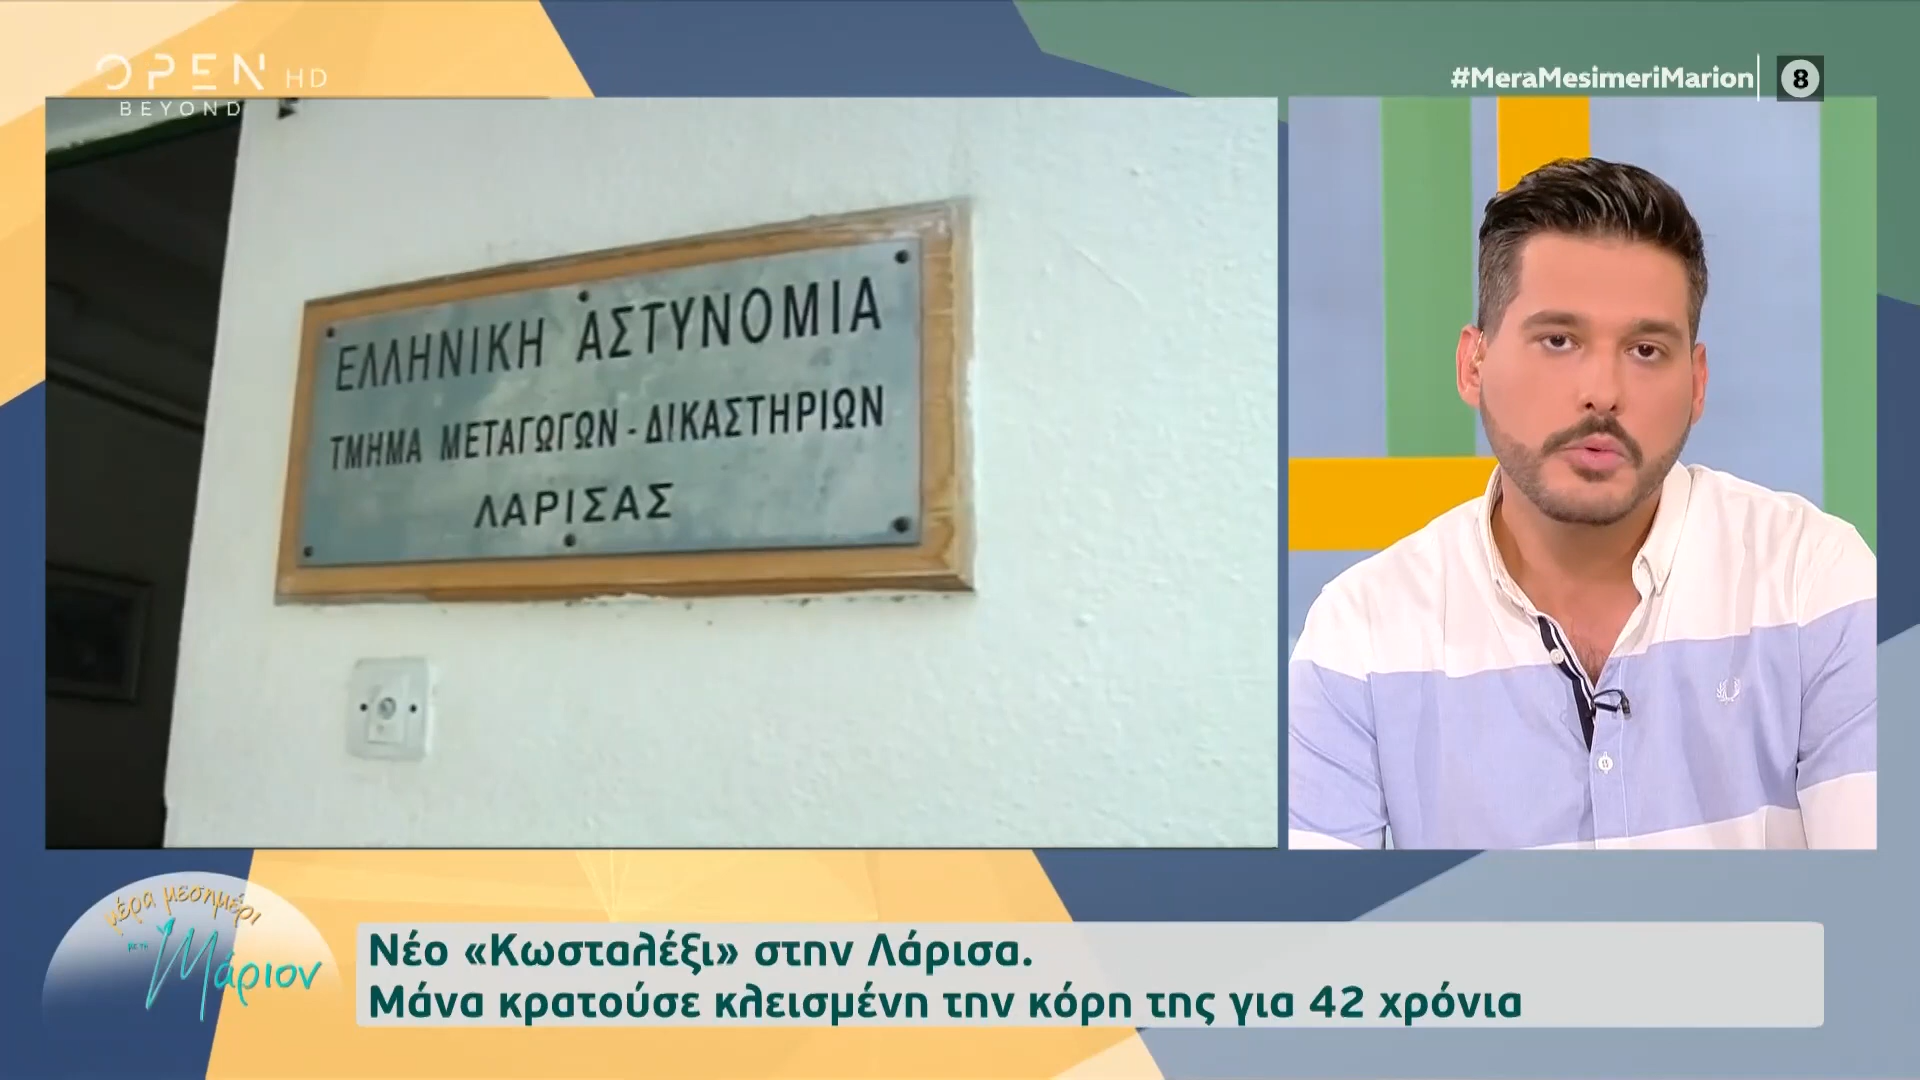 OPEN HD
BEYOND
#MeraMesimeriMarion
8
ΕΛΛΗΝΙΚΗ ΑΣΤΥΝΟΜΙΑ
ΤΜΗΜΑ ΜΕΤΑΓΩΓΩΝ - ΔΙΚΑΣΤΗΡΙΩΝ
ΛΑΡΙΣΑΣ
μέρα μεσημέρι
με τη
Μάριον
Νέο «Κωσταλέξι» στην Λάρισα.
Μάνα κρατούσε κλεισμένη την κόρη της για 42 χρόνια